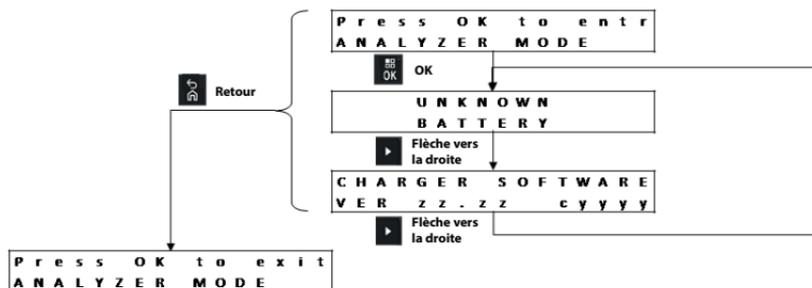 Press OK to entr
ANALYZER MODE
OK
OK
Retour
UNKNOWN
BATTERY
Flèche vers
la droite
CHARGER SOFTWARE
VER zz.zz cyyyy
Flèche vers
la droite
Press OK to exit
ANALYZER MODE